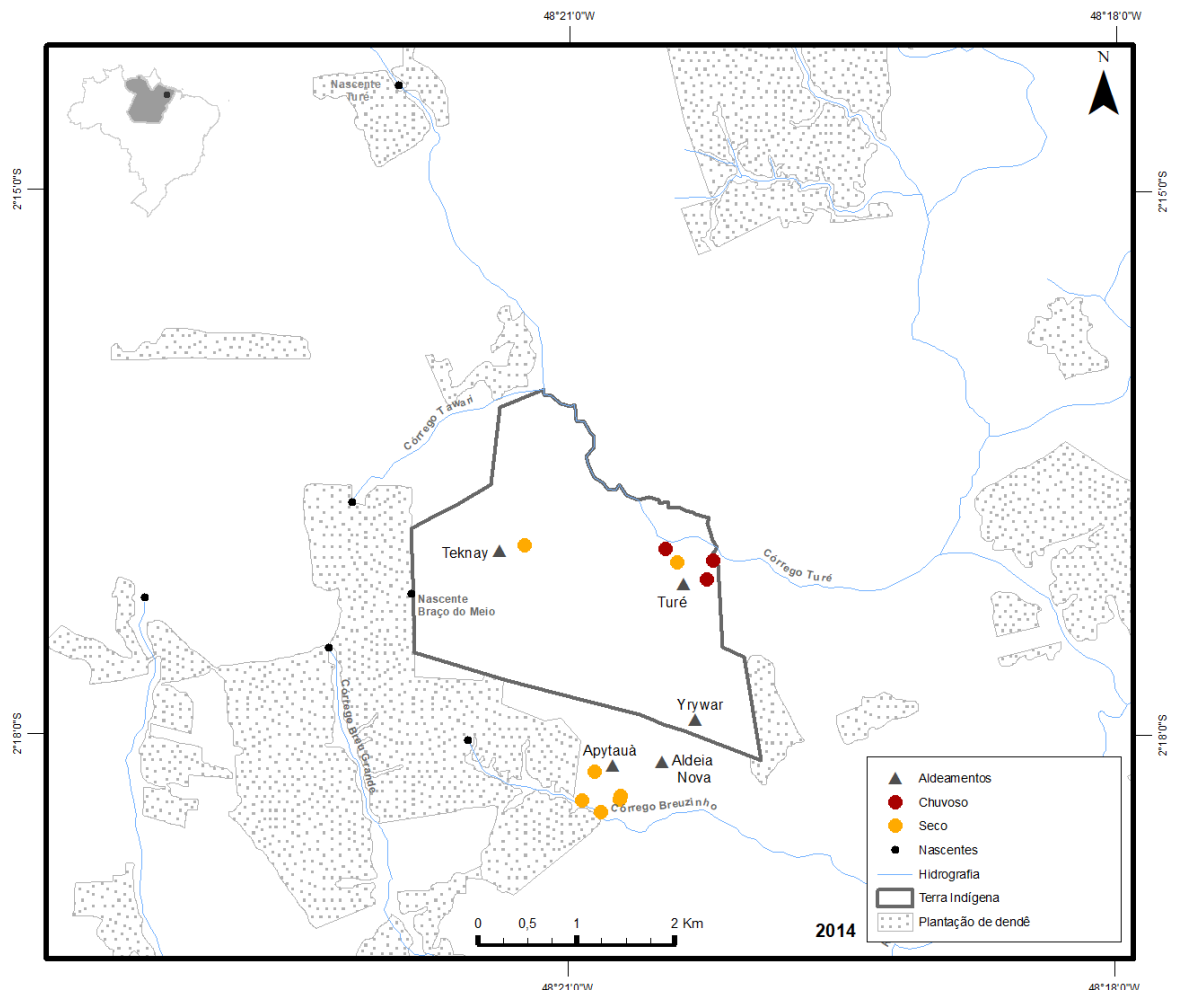 48°21'0"W
48°18'0"W
N
Nascente
Turé
2°15'0"S
2°15'0"S
Córrego Tawari
Teknay
Córrego Turé
Nascente
Braço do Meio
Turé
Córrego Breu Grande
Yrywar
2°18'0"S
2°18'0"S
Apytauà
Aldeia
Nova
Córrego Breuzinho
Aldeamentos
Chuvoso
Seco
Nascentes
Hidrografia
Terra Indígena
Plantação de dendê
0 0,5 1 2 Km
2014
48°21'0"W
48°18'0"W